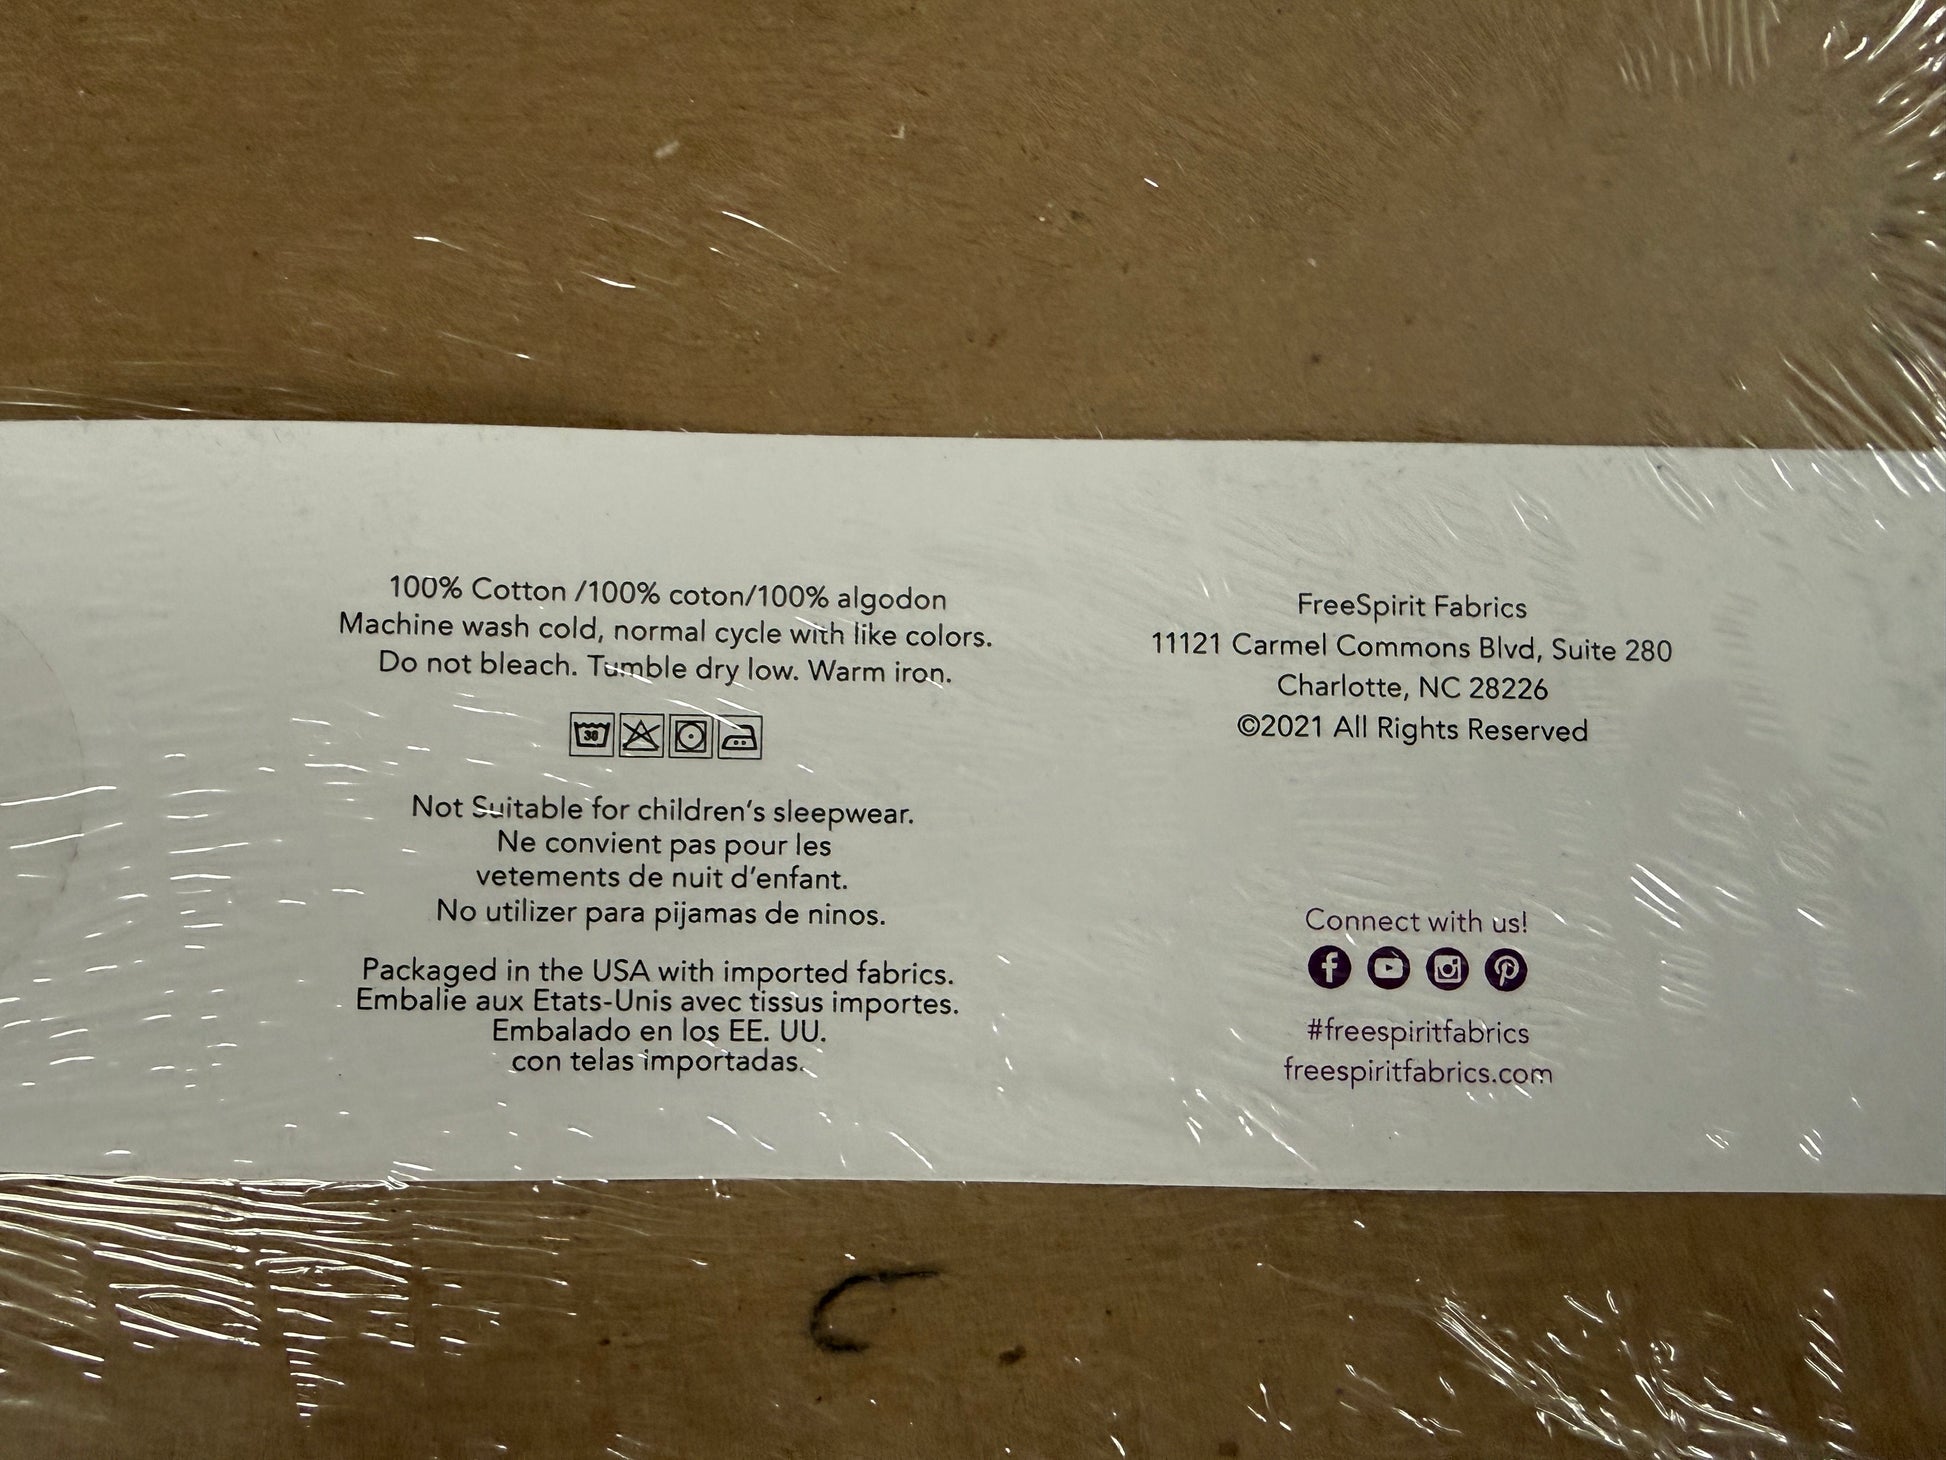 100% Cotton /100% coton/100% algodon
Machine wash cold, normal cycle with like colors.
Do not bleach. Tumble dry low. Warm iron.
30
Not Suitable for children's sleepwear.
Ne convient pas pour les
vetements de nuit d'enfant.
No utilizer para pijamas de ninos.
Packaged in the USA with imported fabrics.
Embalie aux Etats-Unis avec tissus importes.
Embalado en los EE. UU.
con telas importadas.
FreeSpirit Fabrics
11121 Carmel Commons Blvd, Suite 280
Charlotte, NC 28226
©2021 All Rights Reserved
Connect with us!
#freespiritfabrics
freespiritfabrics.com